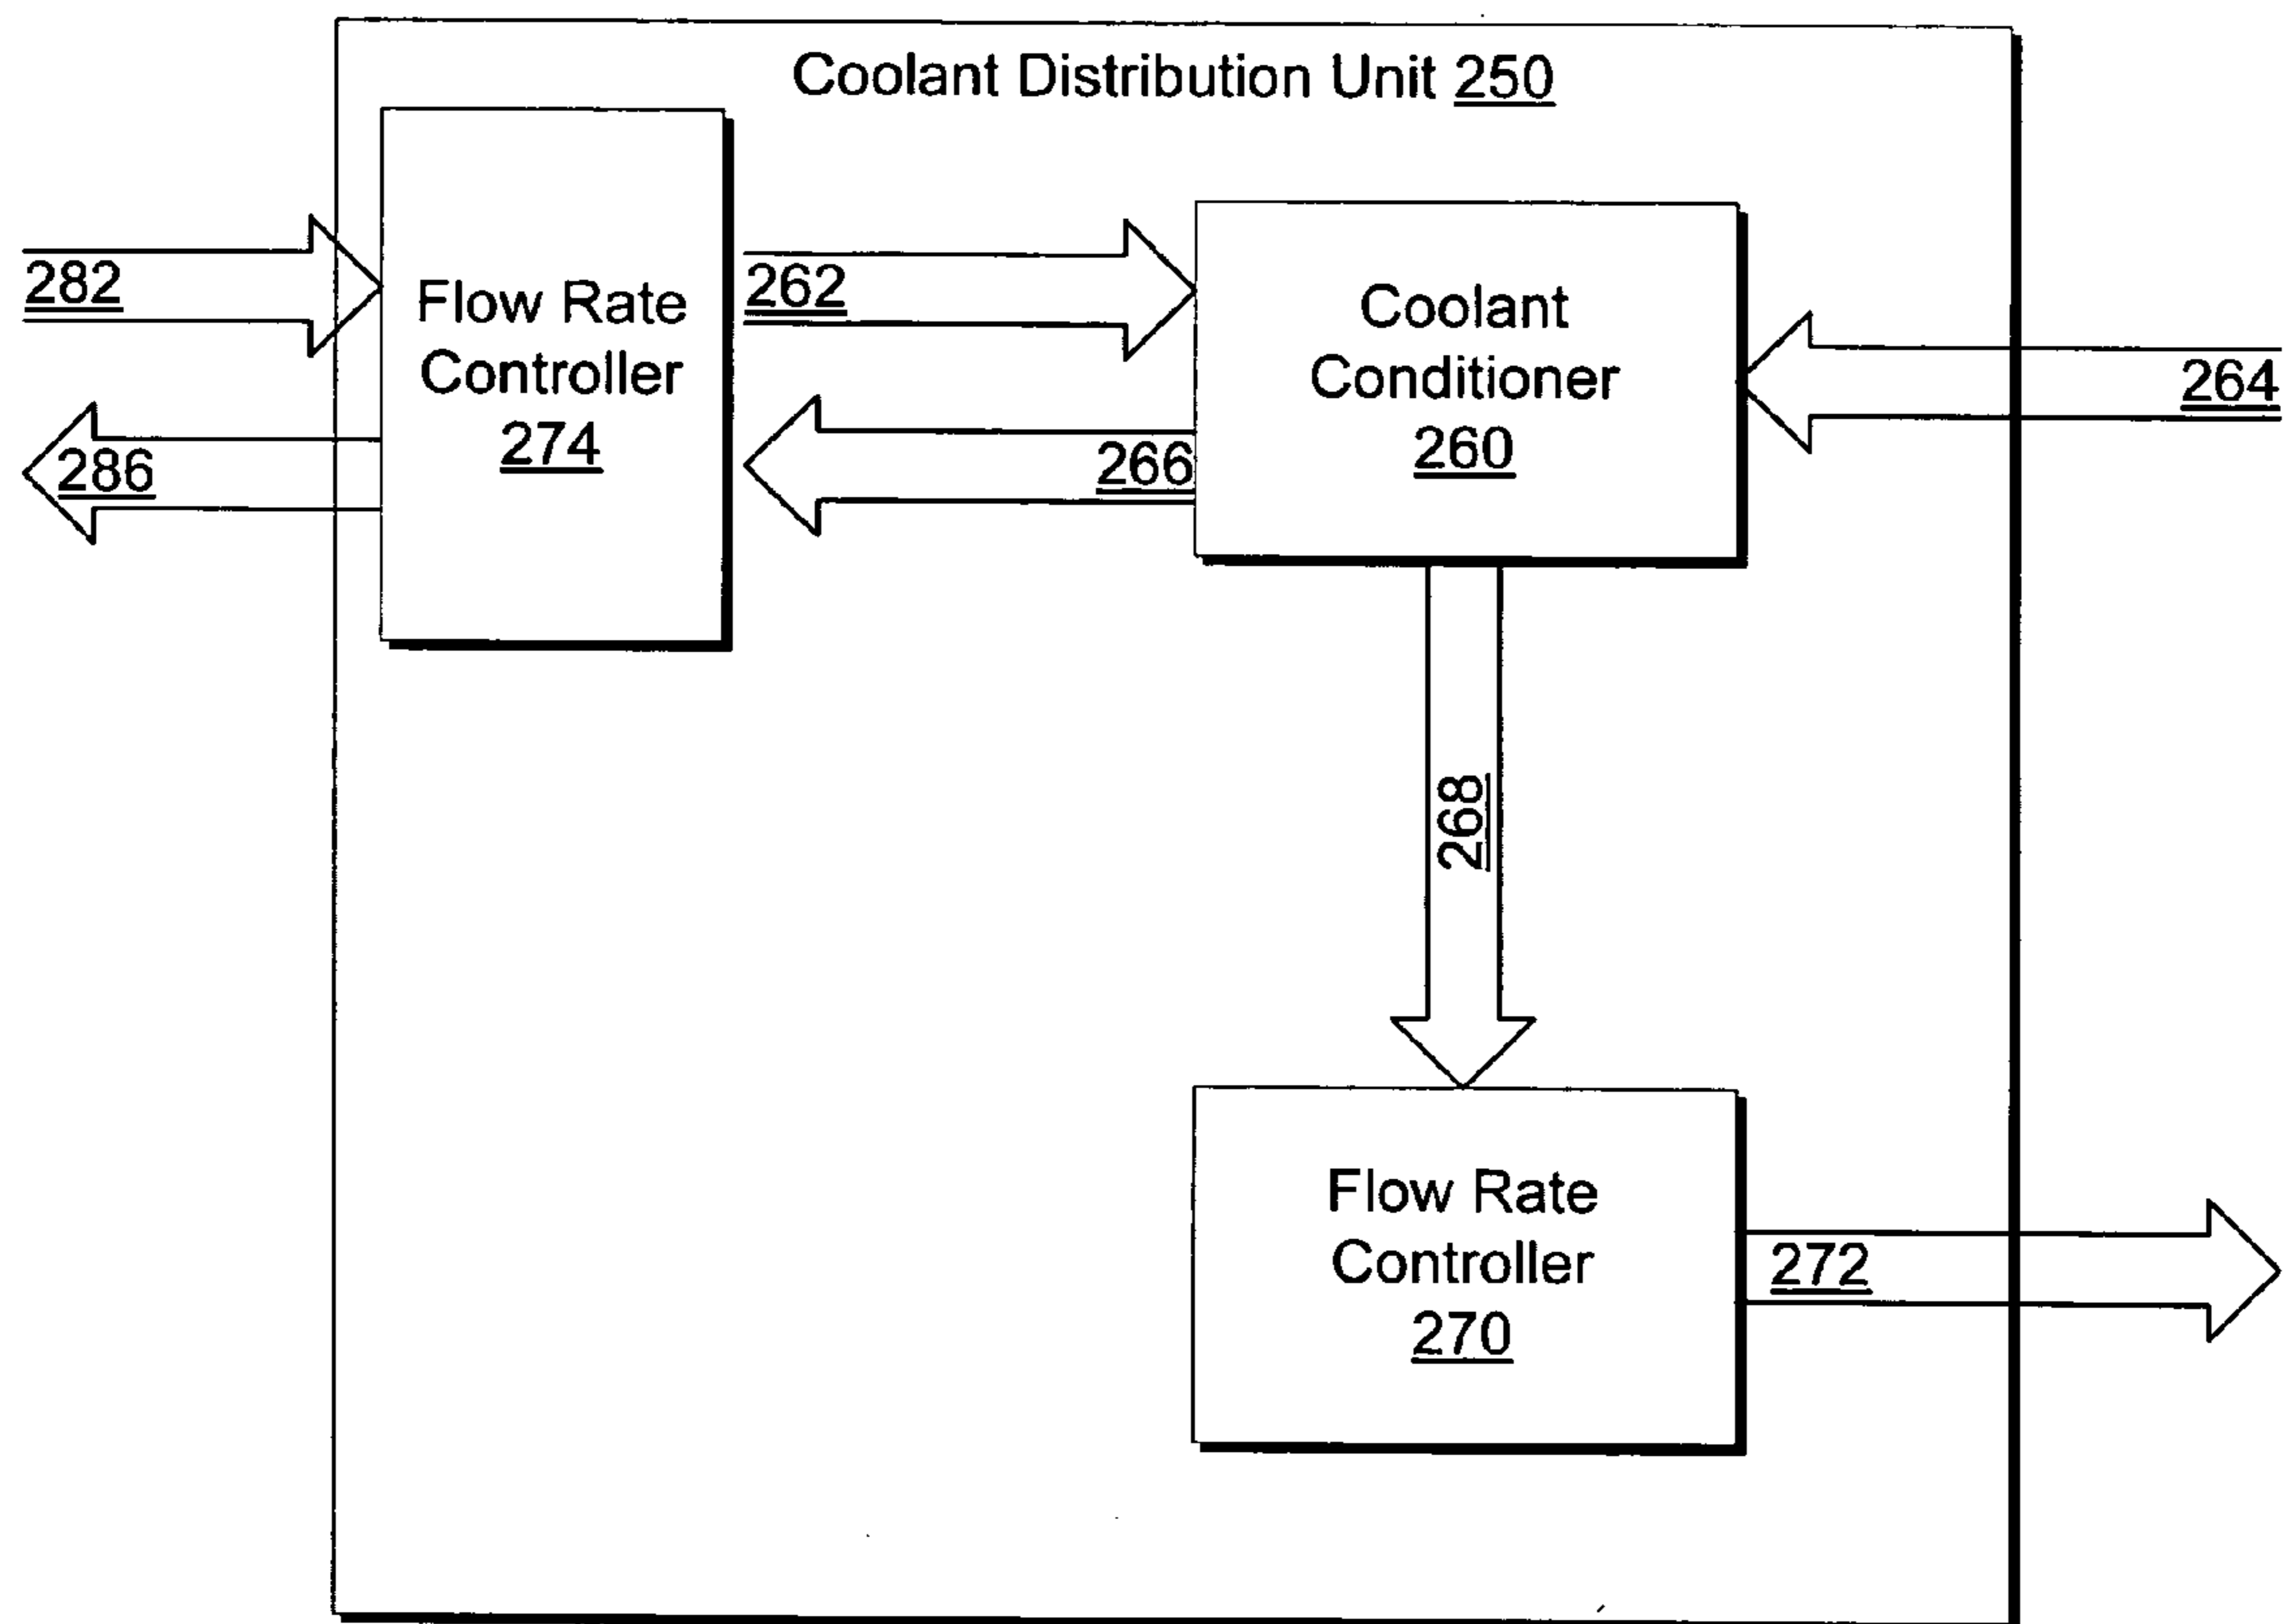 Coolant Distribution Unit 250
282
Flow Rate
Controller
274
286
262
266
Coolant
Conditioner
260
264
268
Flow Rate
Controller
270
272